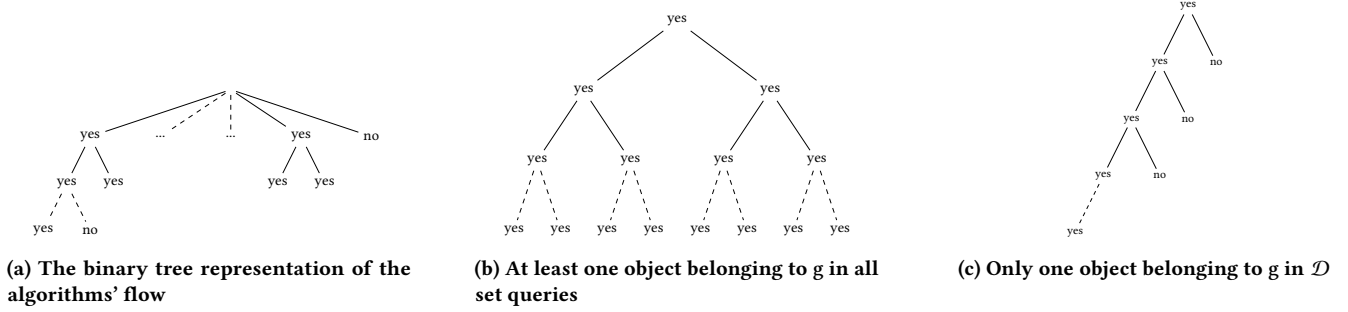 ... ...
yes yes no
yes yes yes yes
yes no
(a) The binary tree representation of the
algorithms' flow
yes
yes yes
yes yes yes yes
yes yes yes yes yes yes yes yes
(b) At least one object belonging to g in all
set queries
yes
yes no
yes no
yes no
yes
(c) Only one object belonging to g in 𝒟